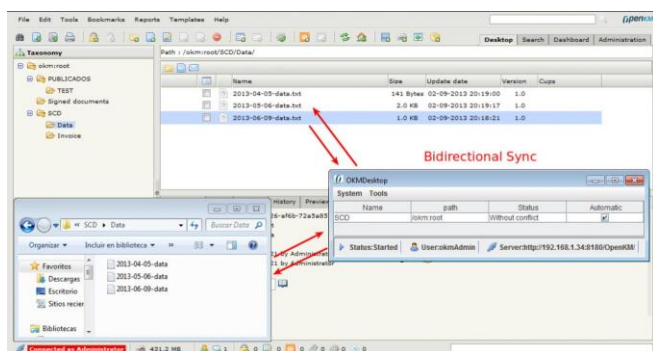 File Edit Tools Bookmarks Reports Templates Help
OpenKM
Desktop Search Dashboard Administration
Taxonomy
Path : /okm:root/SCD/Data/
okm:root
PUBLICADOS
TEST
Signed documents
SCD
Data
Invoice
Name Size Update date Version Cups
2013-04-05-data.txt 141 Bytes 02-09-2013 20:19:00 1.0
2013-05-06-data.txt 2.0 KB 02-09-2013 20:19:17 1.0
2013-06-09-data.txt 1.0 KB 02-09-2013 20:18:21 1.0
Bidirectional Sync
OKMDesktop
System Tools
Name path Status Automatic
SCD /okm:root Without conflict
Status:Started User:okmAdmin Server:http://192.168.1.34:8180/OpenKM/
History Preview
21 by Administrator
SCD Data Buscar Data
Organizar Incluir en biblioteca »
Favoritos
Descargas
Escritorio
Sitios recier
Bibliotecas
2013-04-05-data
2013-05-06-data
2013-06-09-data
Connected as Administrator 431.2 MB